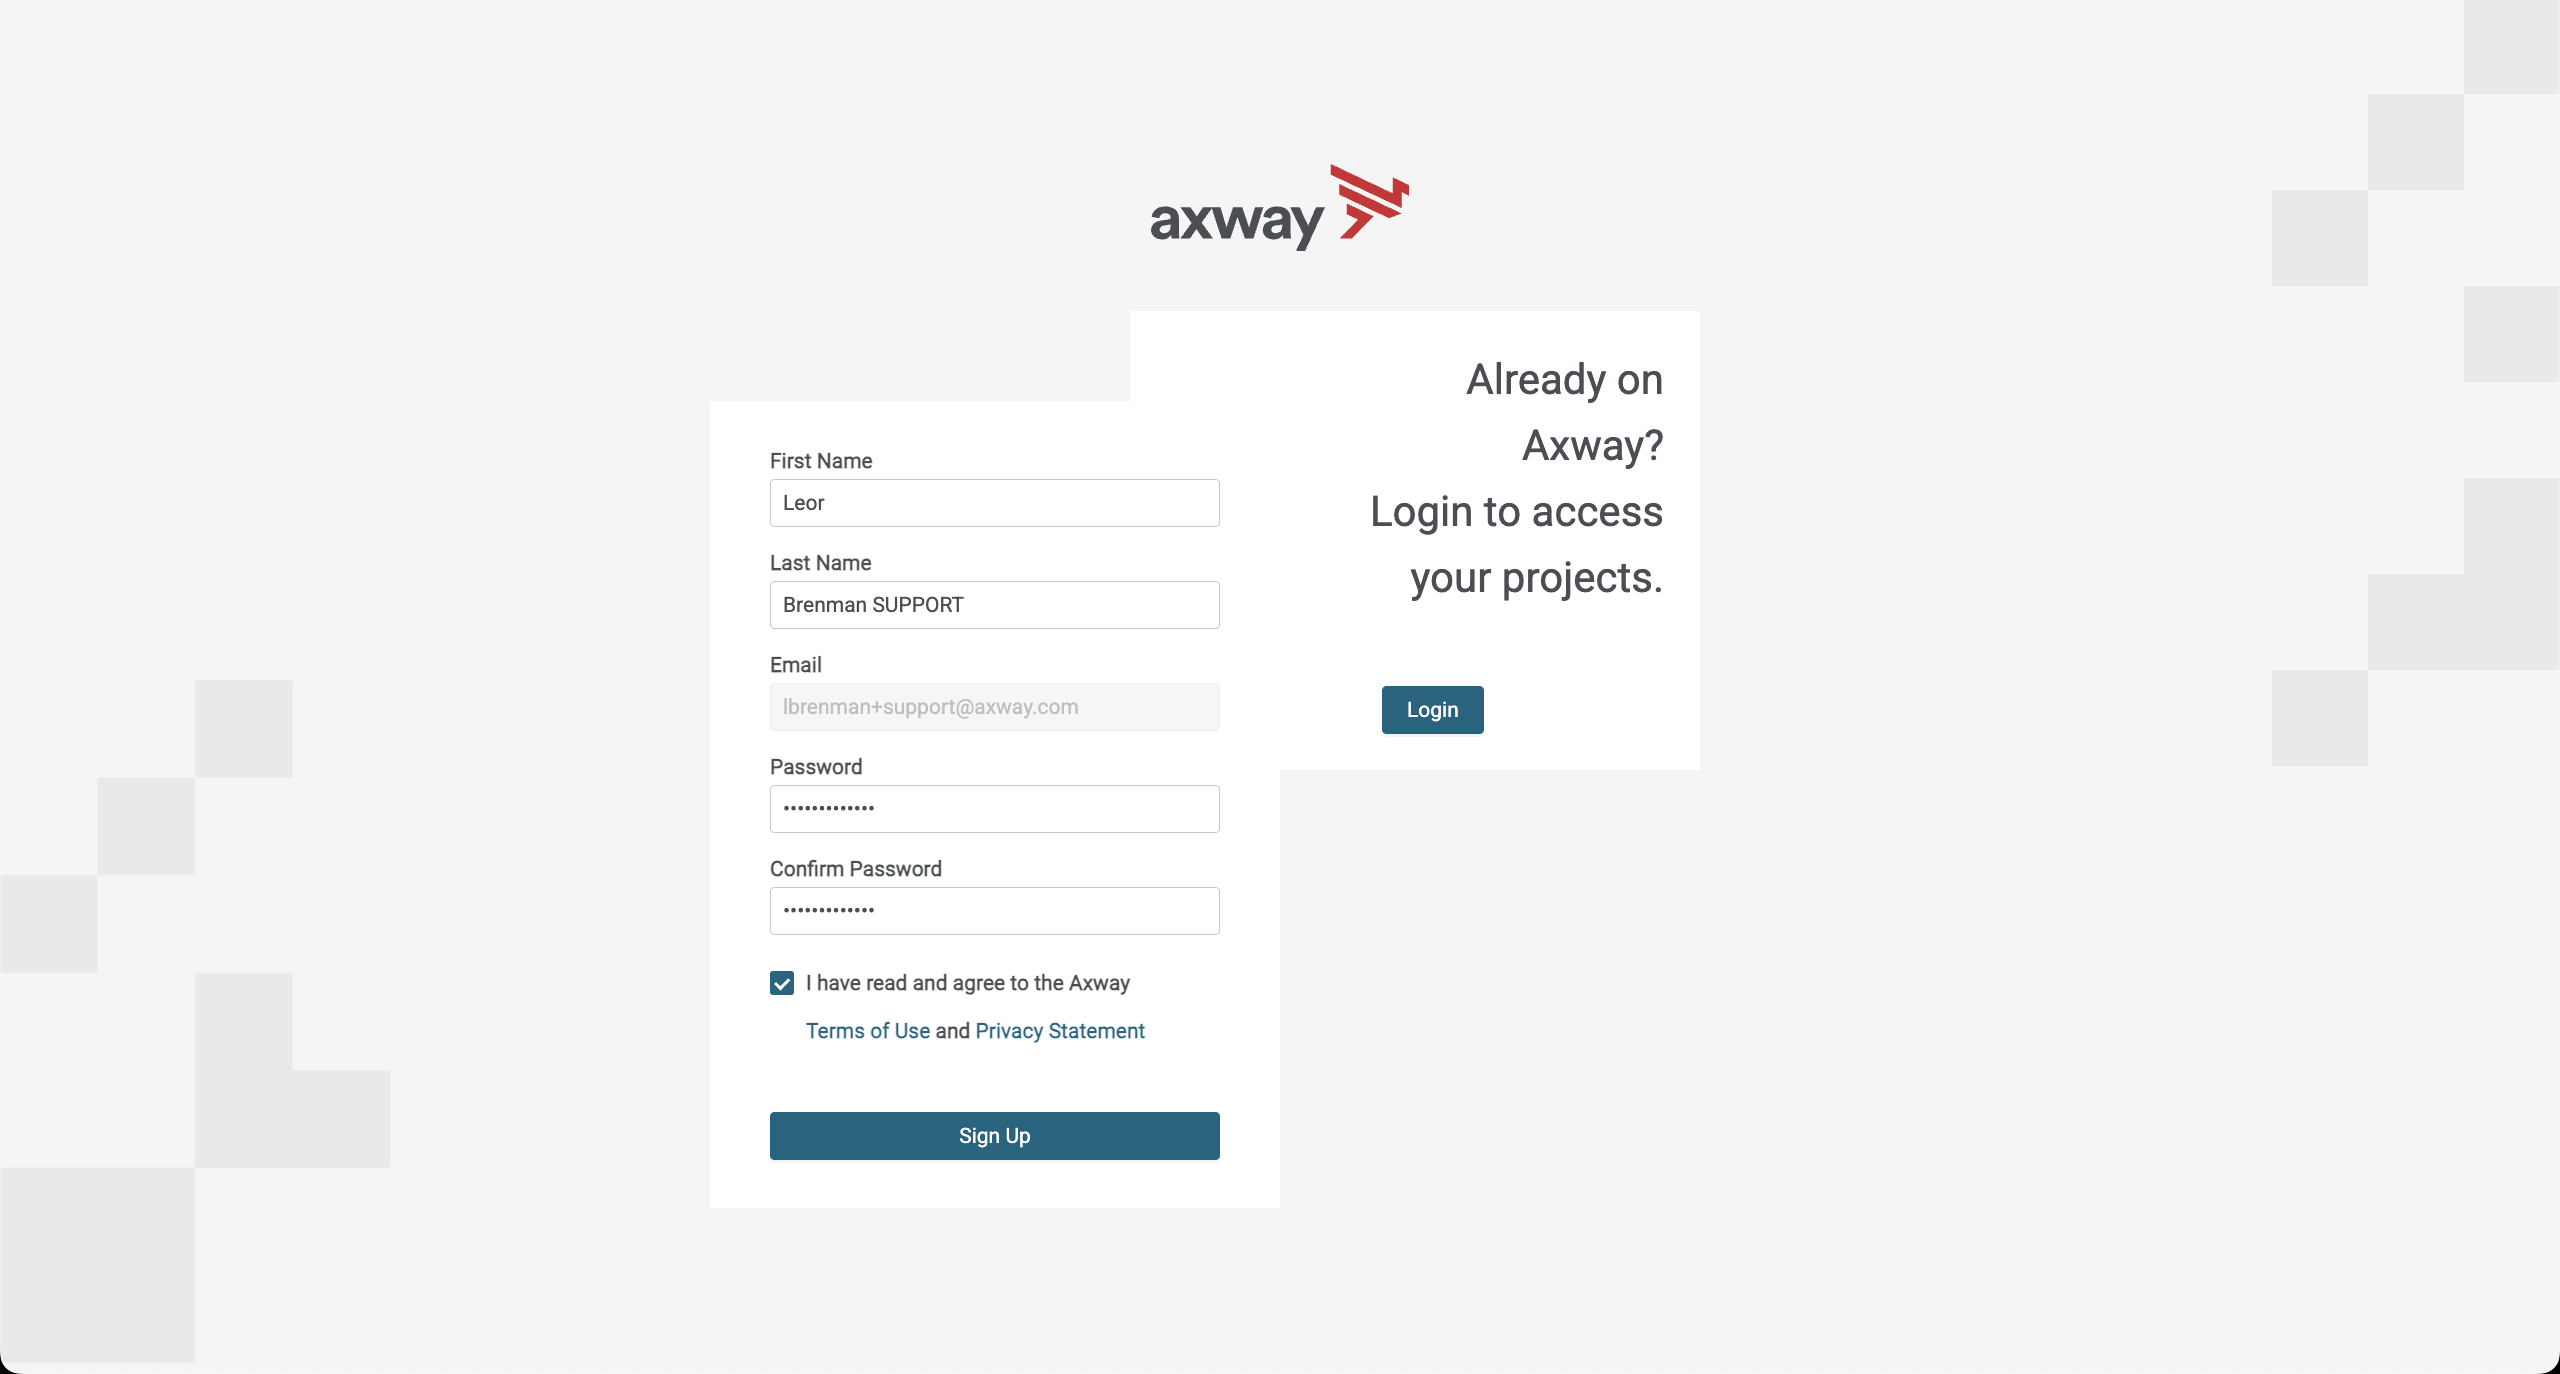 axway
Already on
Axway?
Login to access
your projects.
Login
First Name
Leor
Last Name
Brenman SUPPORT
Email
lbrenman+support@axway.com
Password
•••••••••••••
Confirm Password
•••••••••••••
I have read and agree to the Axway
Terms of Use and Privacy Statement
Sign Up